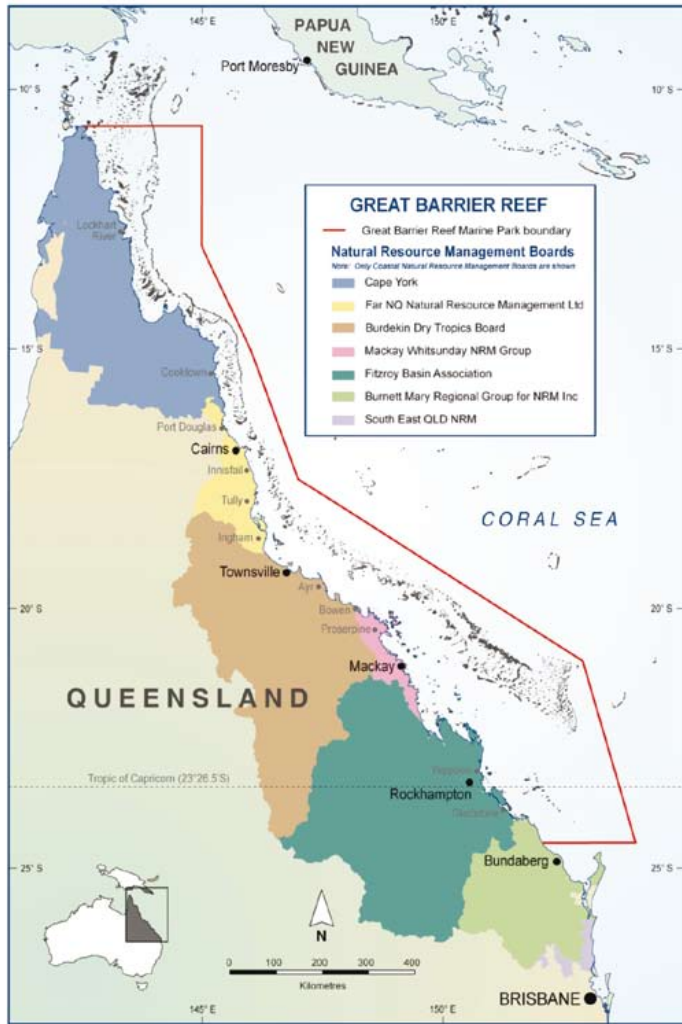 145° E
150° E
PAPUA
NEW
GUINEA
Port Moresby
10° S
10° S
GREAT BARRIER REEF
Great Barrier Reef Marine Park boundary
Natural Resource Management Boards
Note: Only Coastal Natural Resource Management Boards are shown
Cape York
Far NQ Natural Resource Management Ltd
Burdekin Dry Tropics Board
Mackay Whitsunday NRM Group
Fitzroy Basin Association
Burnett Mary Regional Group for NRM Inc
South East QLD NRM
Lockhart
River
15° S
15° S
Cooktown
Port Douglas
Cairns
Innisfail
Tully
CORAL SEA
Ingham
Townsville
Ayr
20° S
20° S
Bowen
Proserpine
Mackay
QUEENSLAND
Tropic of Capricorn (23°26.5'S)
Rockhampton
Gladstone
Bundaberg
25° S
25° S
N
0 100 200 300 400
Kilometres
BRISBANE
145° E
150° E